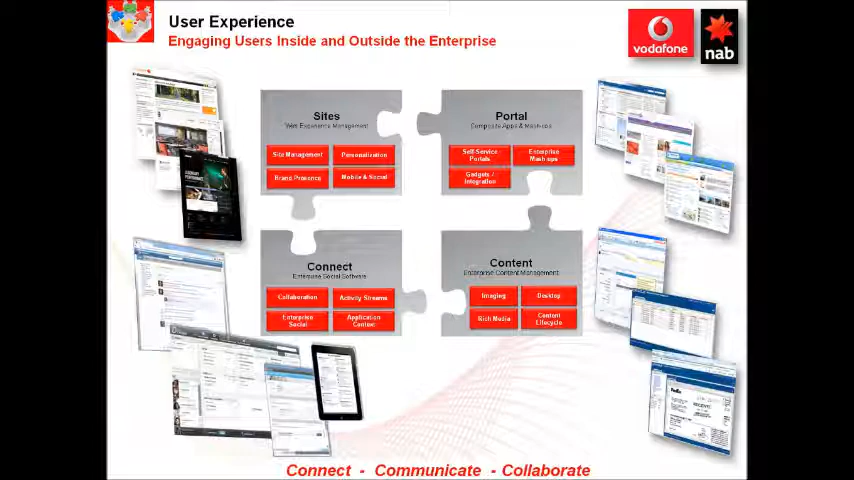 User Experience
Engaging Users Inside and Outside the Enterprise
vodafone
nab
Sites
Web Experience Management
Site Management
Personalization
Brand Presence
Mobile & Social
Portal
Composite Apps & Mash-ups
Self-Service
Portals
Enterprise
Mash-ups
Gadgets /
Integration
Connect
Enterprise Social Software
Collaboration
Activity Streams
Enterprise
Social
Application
Context
Content
Enterprise Content Management
Imaging
Desktop
Rich Media
Content
Lifecycle
FedEx
Connect - Communicate - Collaborate